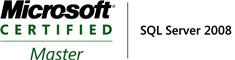 Microsoft
CERTIFIED
Master
SQL Server 2008